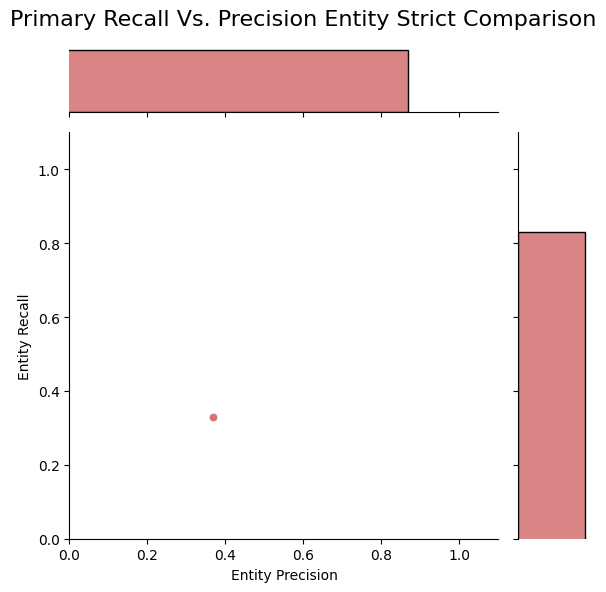 Primary Recall Vs. Precision Entity Strict Comparison
1.0
0.8
0.6
0.4
0.2
0.0
Entity Recall
0.0 0.2 0.4 0.6 0.8 1.0
Entity Precision